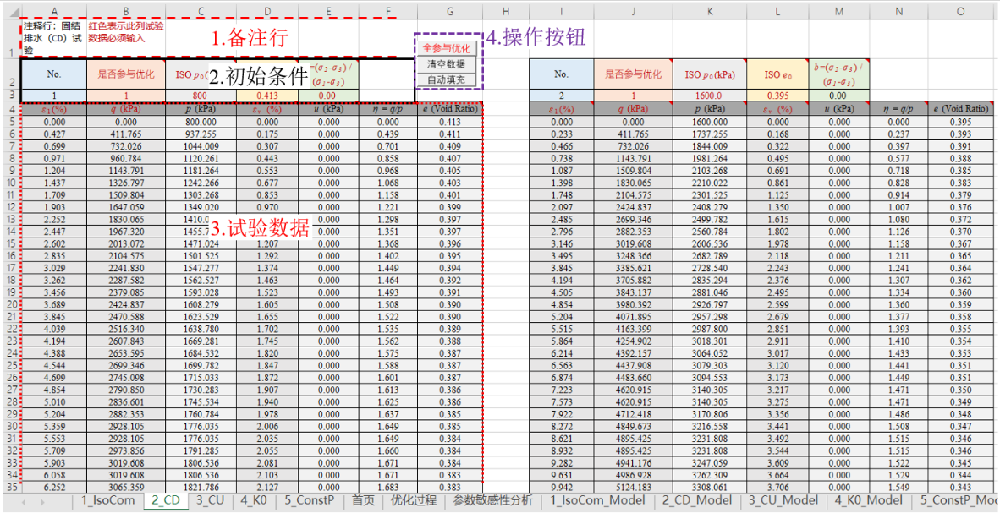 A B C D E F G H I J K L M N O
注释行：固结排水（CD）试验 红色表示此列试验数据必须输入
1.备注行
4.操作按钮
全参与优化
清空数据
自动填充
2.初始条件
No. 是否参与优化 ISO p₀( =(σ₂-σ₃)/(σ₁-σ₃) No. 是否参与优化 ISO p₀(kPa) ISO e₀ b=(σ₂-σ₃)/(σ₁-σ₃)
3 1 1 800 0.413 0.00 2 1 1600.0 0.395 0.00
4 ε₁(%) q (kPa) p (kPa) εᵥ (%) u (kPa) η = q/p e (Void Ratio) ε₁(%) q (kPa) p (kPa) εᵥ (%) u (kPa) η = q/p e (Void Ratio)
5 0.000 0.000 800.000 0.000 0.000 0.000 0.413 0.000 0.000 1600.000 0.000 0.000 0.000 0.395
6 0.427 411.765 937.255 0.175 0.000 0.439 0.411 0.233 411.765 1737.255 0.168 0.000 0.237 0.393
7 0.699 732.026 1044.009 0.307 0.000 0.701 0.409 0.466 732.026 1844.009 0.322 0.000 0.397 0.391
8 0.971 960.784 1120.261 0.443 0.000 0.858 0.407 0.738 1143.791 1981.264 0.495 0.000 0.577 0.388
9 1.204 1143.791 1181.264 0.553 0.000 0.968 0.405 1.087 1509.804 2103.268 0.691 0.000 0.718 0.385
10 1.437 1326.797 1242.266 0.677 0.000 1.068 0.403 1.398 1830.065 2210.022 0.861 0.000 0.828 0.383
11 1.709 1509.804 1303.268 0.853 0.000 1.158 0.401 1.748 2104.575 2301.525 1.125 0.000 0.914 0.379
12 1.903 1647.059 1349.020 0.970 0.000 1.221 0.399 2.097 2424.837 2408.279 1.350 0.000 1.007 0.376
13 2.252 1830.065 1410.0 0.000 1.298 0.397 2.485 2699.346 2499.782 1.615 0.000 1.080 0.372
3.试验数据
14 2.447 1967.320 1455.7 0.000 1.351 0.397 2.796 2882.353 2560.784 1.802 0.000 1.126 0.370
15 2.602 2013.072 1471.024 1.207 0.000 1.368 0.396 3.146 3019.608 2606.536 1.978 0.000 1.158 0.367
16 2.835 2104.575 1501.525 1.292 0.000 1.402 0.395 3.495 3248.366 2682.789 2.118 0.000 1.211 0.365
17 3.029 2241.830 1547.277 1.374 0.000 1.449 0.394 3.845 3385.621 2728.540 2.243 0.000 1.241 0.364
18 3.262 2287.582 1562.527 1.463 0.000 1.464 0.392 4.194 3705.882 2835.294 2.376 0.000 1.307 0.362
19 3.456 2379.085 1593.028 1.523 0.000 1.493 0.391 4.505 3843.137 2881.046 2.495 0.000 1.334 0.360
20 3.689 2424.837 1608.279 1.605 0.000 1.508 0.390 4.854 3980.392 2926.797 2.599 0.000 1.360 0.359
21 3.845 2470.588 1623.529 1.655 0.000 1.522 0.390 5.204 4071.895 2957.298 2.679 0.000 1.377 0.358
22 4.039 2516.340 1638.780 1.702 0.000 1.535 0.389 5.515 4163.399 2987.800 2.851 0.000 1.393 0.355
23 4.194 2607.843 1669.281 1.745 0.000 1.562 0.388 5.864 4254.902 3018.301 2.911 0.000 1.410 0.354
24 4.388 2653.595 1684.532 1.820 0.000 1.575 0.387 6.214 4392.157 3064.052 3.017 0.000 1.433 0.353
25 4.544 2699.346 1699.782 1.847 0.000 1.588 0.387 6.563 4437.908 3079.303 3.120 0.000 1.441 0.351
26 4.699 2745.098 1715.033 1.872 0.000 1.601 0.387 6.874 4483.660 3094.553 3.173 0.000 1.449 0.351
27 4.854 2790.850 1730.283 1.907 0.000 1.613 0.386 7.223 4620.915 3140.305 3.217 0.000 1.471 0.350
28 5.010 2836.601 1745.534 1.940 0.000 1.625 0.386 7.573 4620.915 3140.305 3.275 0.000 1.471 0.349
29 5.204 2882.353 1760.784 1.978 0.000 1.637 0.385 7.922 4712.418 3170.806 3.356 0.000 1.486 0.348
30 5.359 2928.105 1776.035 2.006 0.000 1.649 0.385 8.272 4849.673 3216.558 3.441 0.000 1.508 0.347
31 5.553 2928.105 1776.035 2.035 0.000 1.649 0.384 8.621 4895.425 3231.808 3.492 0.000 1.515 0.346
32 5.709 2973.856 1791.285 2.055 0.000 1.660 0.384 8.932 4895.425 3231.808 3.544 0.000 1.515 0.346
33 5.903 3019.608 1806.536 2.081 0.000 1.671 0.384 9.282 4941.176 3247.059 3.609 0.000 1.522 0.345
34 6.058 3019.608 1806.536 2.103 0.000 1.671 0.383 9.631 4986.928 3262.309 3.664 0.000 1.529 0.344
35 6.252 3065.359 1821.786 2.127 0.000 1.683 0.383 9.942 5124.183 3308.061 3.706 0.000 1.549 0.343
1_IsoCom 2_CD 3_CU 4_K0 5_ConstP 首页 优化过程 参数敏感性分析 1_IsoCom_Model 2_CD_Model 3_CU_Model 4_K0_Model 5_ConstP_Mo